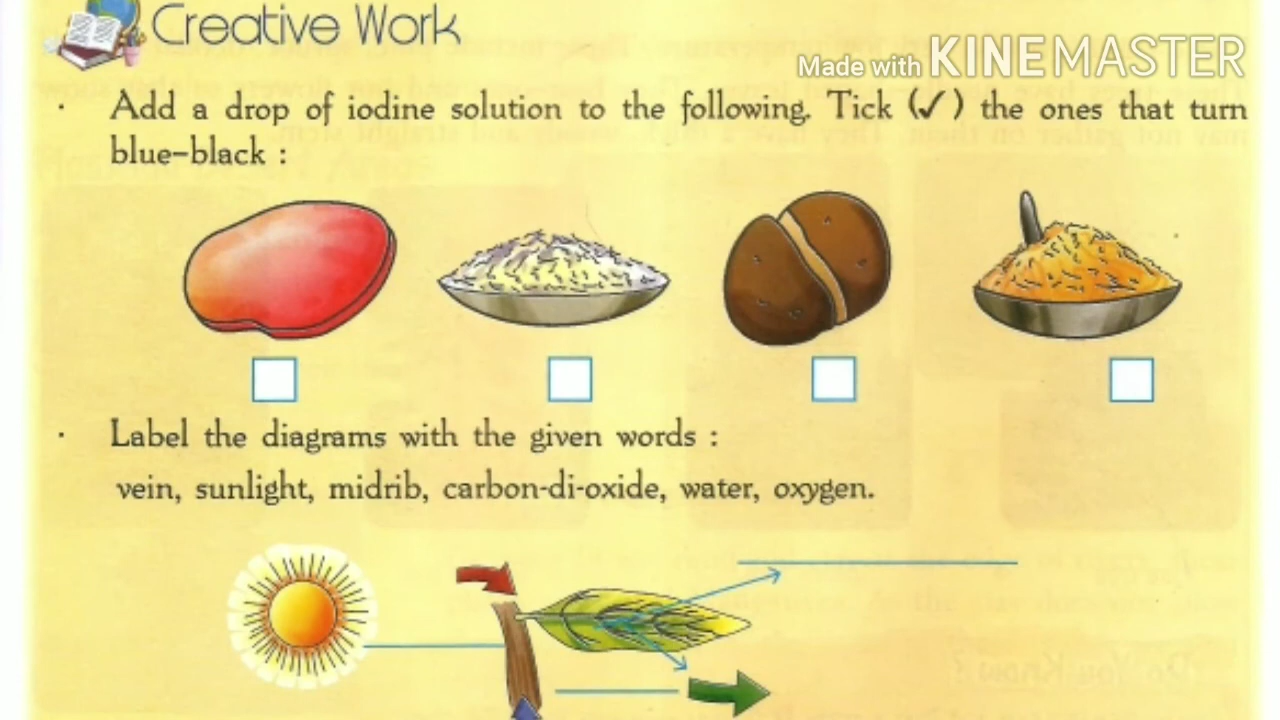 Creative Work
Made with KINEMASTER
· Add a drop of iodine solution to the following. Tick (✓) the ones that turn
blue-black :
· Label the diagrams with the given words :
vein, sunlight, midrib, carbon-di-oxide, water, oxygen.